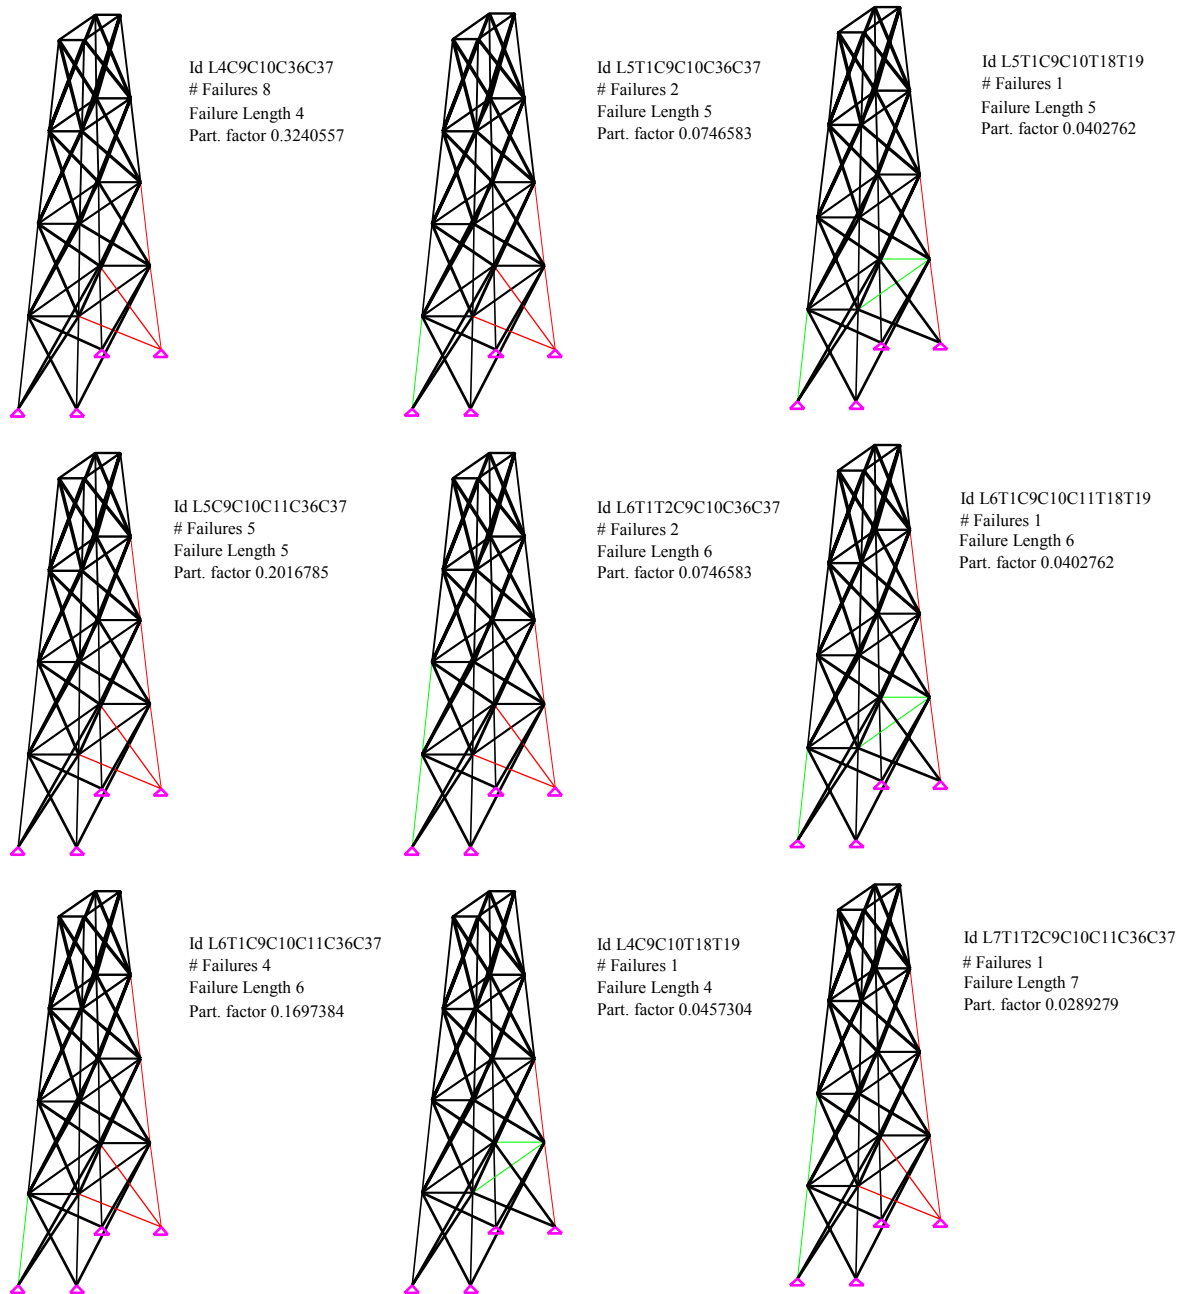 Id L4C9C10C36C37
# Failures 8
Failure Length 4
Part. factor 0.3240557
Id L5T1C9C10C36C37
# Failures 2
Failure Length 5
Part. factor 0.0746583
Id L5T1C9C10T18T19
# Failures 1
Failure Length 5
Part. factor 0.0402762
Id L5C9C10C11C36C37
# Failures 5
Failure Length 5
Part. factor 0.2016785
Id L6T1T2C9C10C36C37
# Failures 2
Failure Length 6
Part. factor 0.0746583
Id L6T1C9C10C11T18T19
# Failures 1
Failure Length 6
Part. factor 0.0402762
Id L6T1C9C10C11C36C37
# Failures 4
Failure Length 6
Part. factor 0.1697384
Id L4C9C10T18T19
# Failures 1
Failure Length 4
Part. factor 0.0457304
Id L7T1T2C9C10C11C36C37
# Failures 1
Failure Length 7
Part. factor 0.0289279